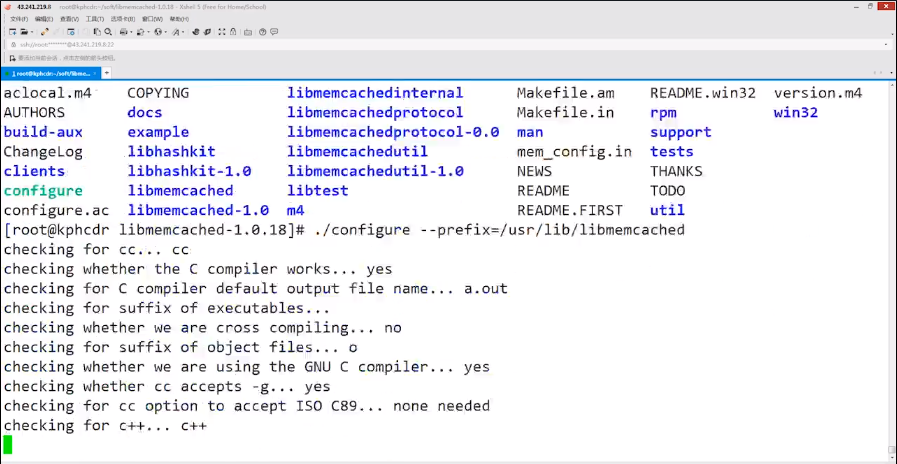 43.241.219.8 root@kphcdr:~/soft/libmemcached-1.0.18 - Xshell 5 (Free for Home/School)
文件(F) 编辑(E) 查看(V) 工具(T) 选项卡(B) 窗口(W) 帮助(H)
ssh://root:********@43.241.219.8:22
要添加当前会话，点击左侧的箭头按钮。
1 root@kphcdr:~/soft/libme...
aclocal.m4 COPYING libmemcachedinternal Makefile.am README.win32 version.m4
AUTHORS docs libmemcachedprotocol Makefile.in rpm win32
build-aux example libmemcachedprotocol-0.0 man support
ChangeLog libhashkit libmemcachedutil mem_config.in tests
clients libhashkit-1.0 libmemcachedutil-1.0 NEWS THANKS
configure libmemcached libtest README TODO
configure.ac libmemcached-1.0 m4 README.FIRST util
[root@kphcdr libmemcached-1.0.18]# ./configure --prefix=/usr/lib/libmemcached
checking for cc... cc
checking whether the C compiler works... yes
checking for C compiler default output file name... a.out
checking for suffix of executables...
checking whether we are cross compiling... no
checking for suffix of object files... o
checking whether we are using the GNU C compiler... yes
checking whether cc accepts -g... yes
checking for cc option to accept ISO C89... none needed
checking for c++... c++